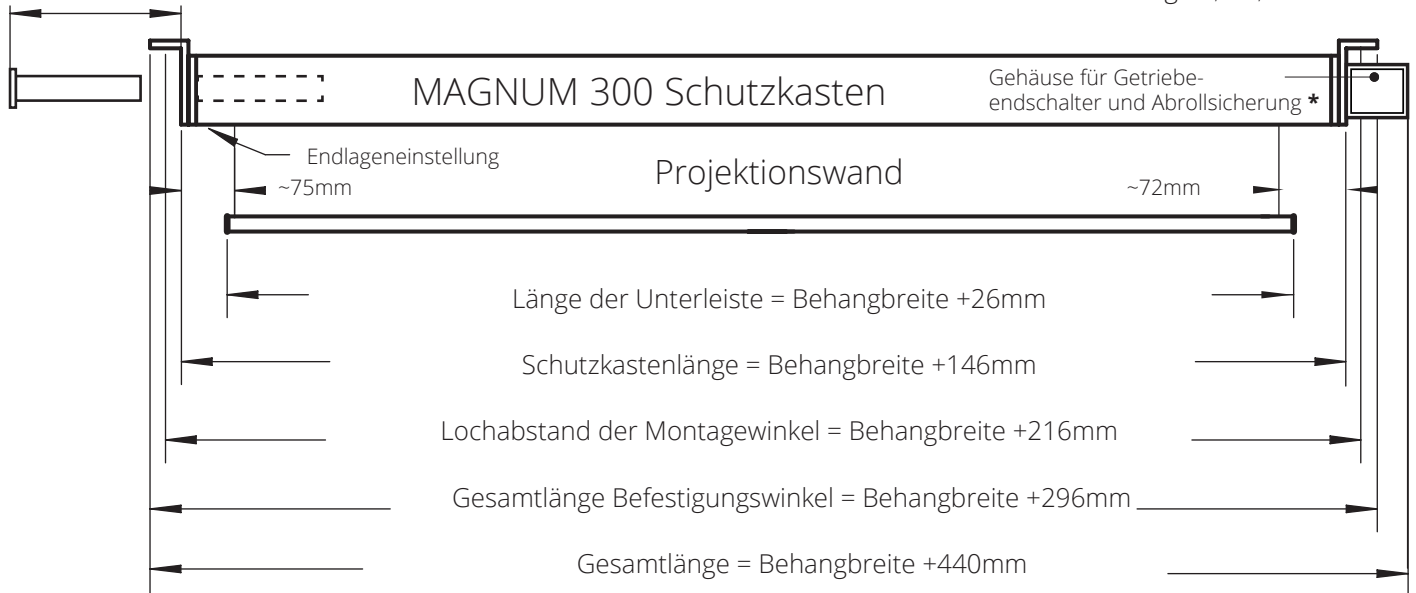 MAGNUM 300 Schutzkasten
Gehäuse für Getriebe-
endschalter und Abrollsicherung *
Endlageneinstellung
~75mm
Projektionswand
~72mm
Länge der Unterleiste = Behangbreite +26mm
Schutzkastenlänge = Behangbreite +146mm
Lochabstand der Montagewinkel = Behangbreite +216mm
Gesamtlänge Befestigungswinkel = Behangbreite +296mm
Gesamtlänge = Behangbreite +440mm